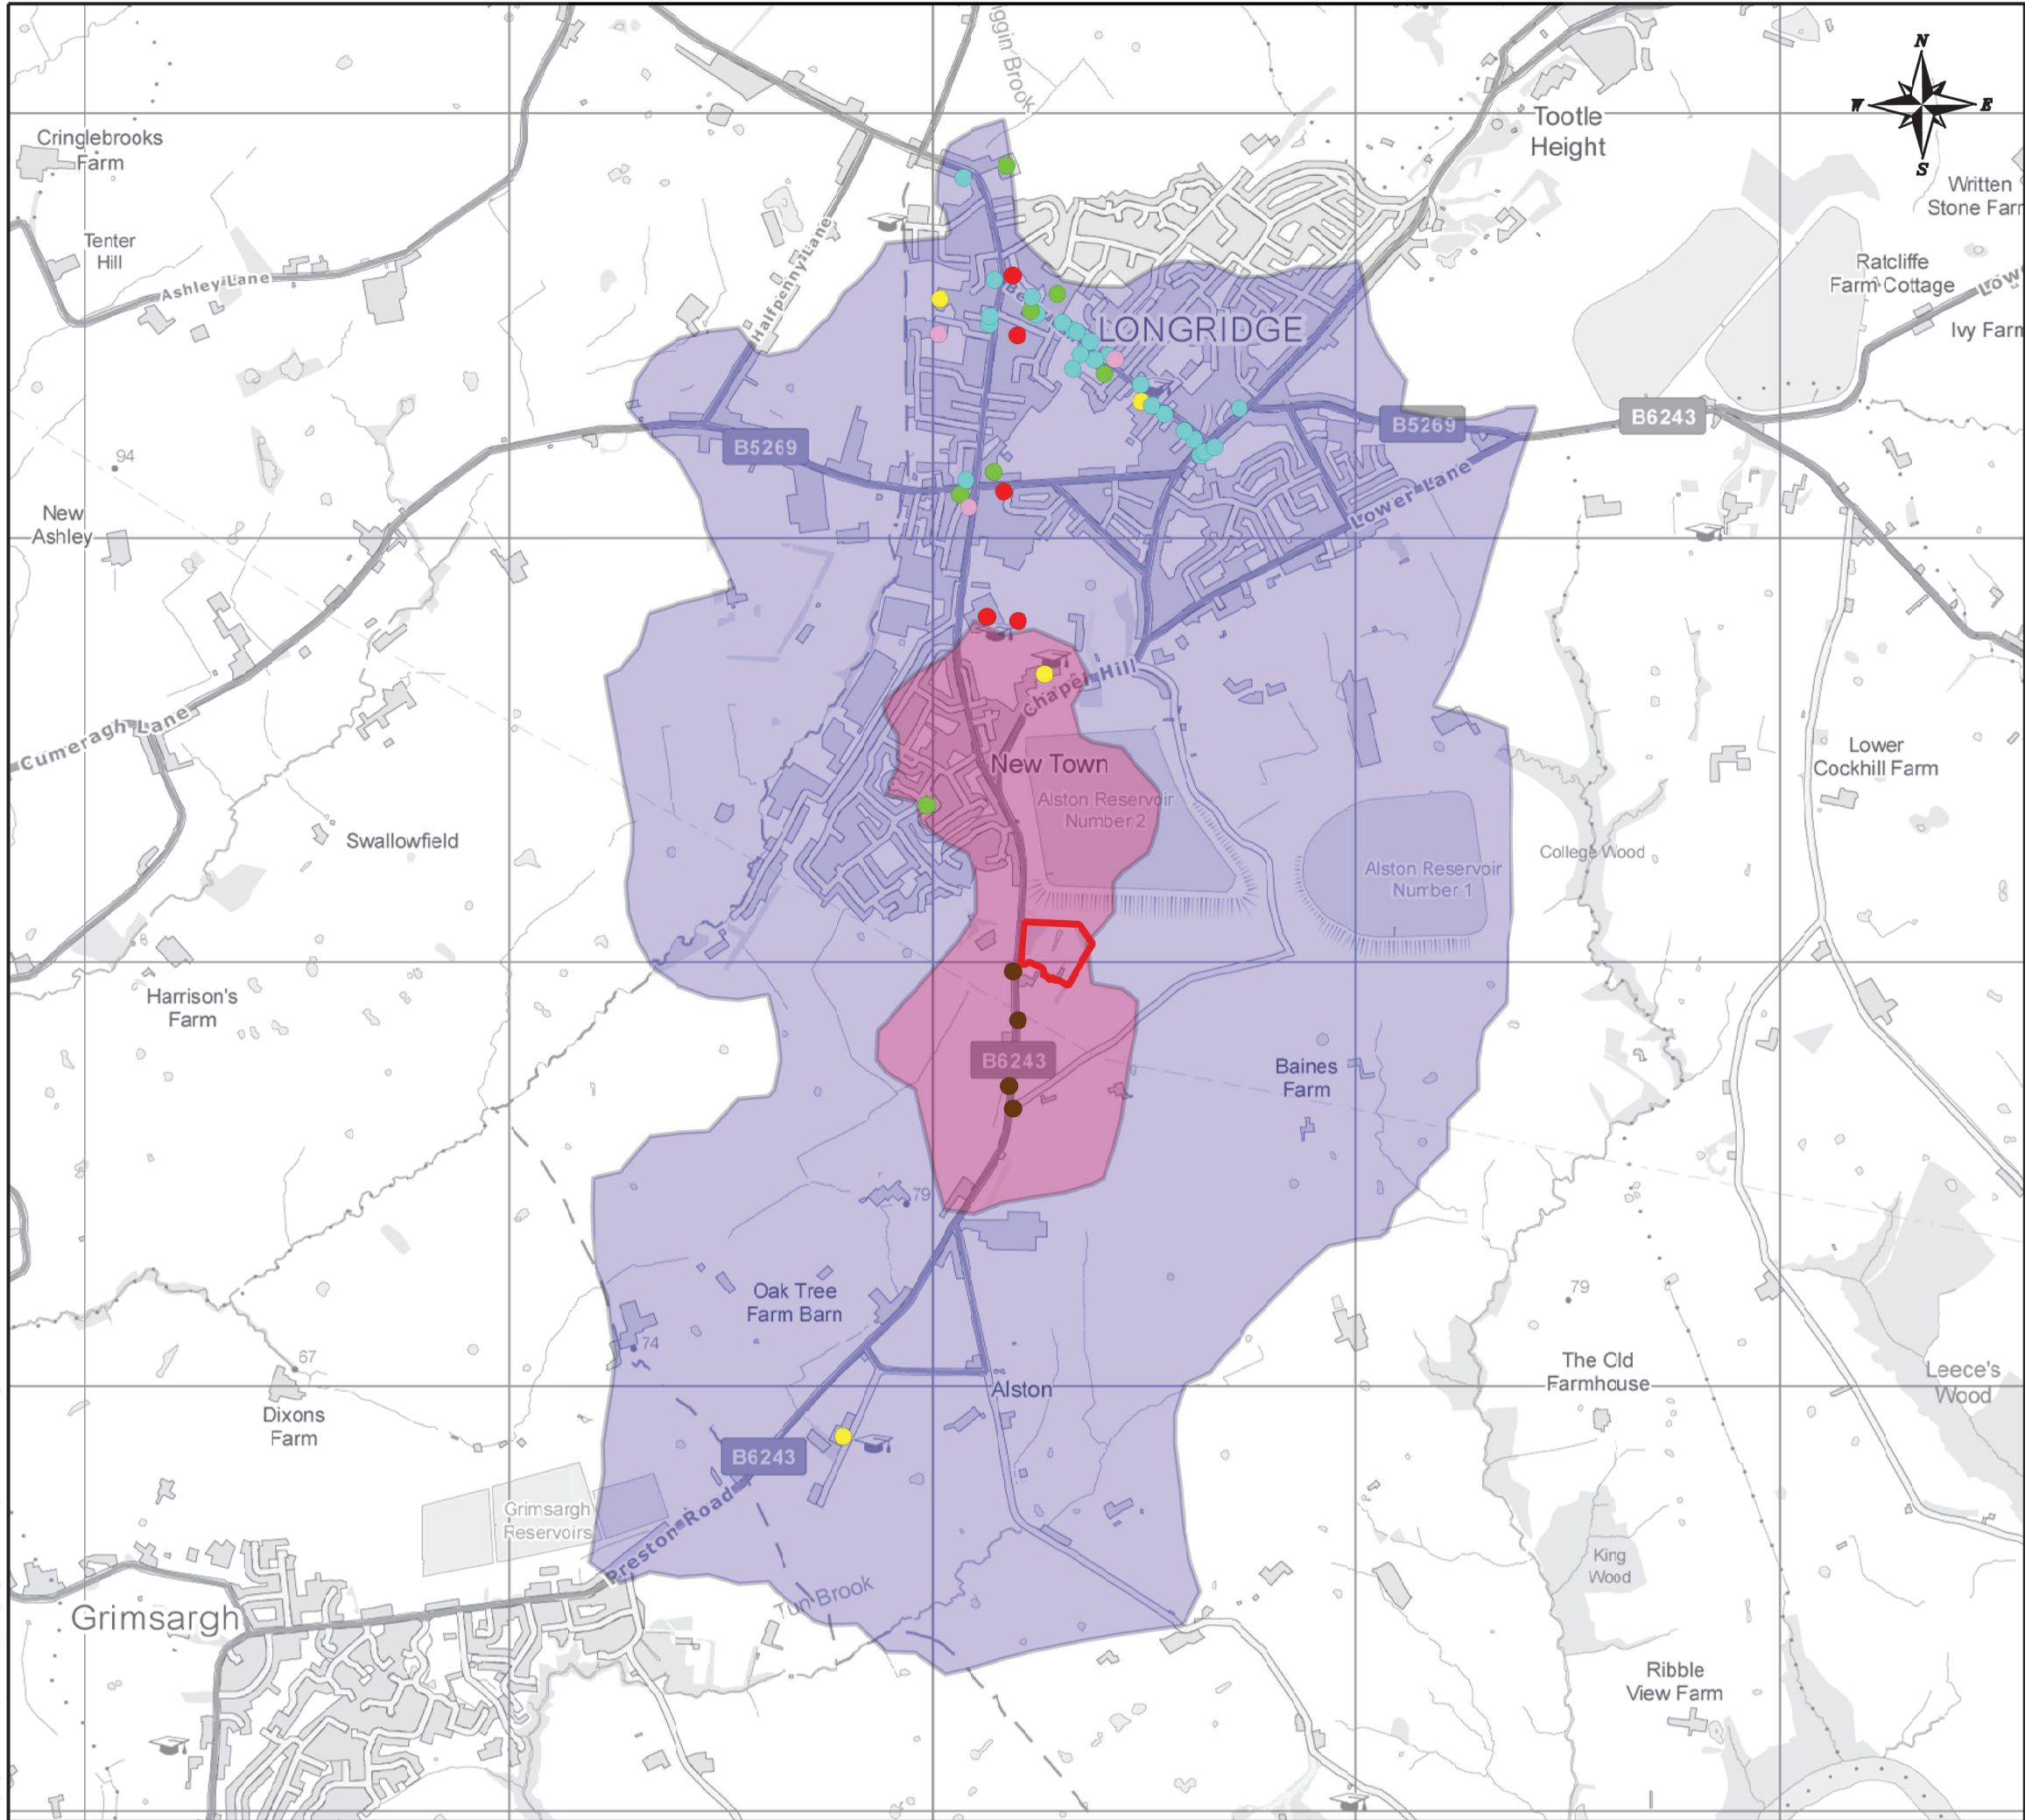 iggin Brook
N
W
E
S
Cringlebrooks
Farm
Tootle
Height
Written
Stone Farm
Tenter
Hill
Ashley Lane
Halfpenny Lane
Ratcliffe
Farm Cottage
Low
Ivy Farm
Be
LONGRIDGE
B6243
B5269
B5269
94
Lower Lane
New
Ashley
Chapel Hill
Cumeragh Lane
New Town
Lower
Cockhill Farm
Alston Reservoir
Number 2
Swallowfield
College Wood
Alston Reservoir
Number 1
Harrison's
Farm
B6243
Baines
Farm
79
Oak Tree
Farm Barn
79
74
67
The Old
Farmhouse
Leece's
Wood
Alston
Dixons
Farm
B6243
Grimsargh
Reservoirs
Preston Road
King
Wood
Tun Brook
Grimsargh
Ribble
View Farm